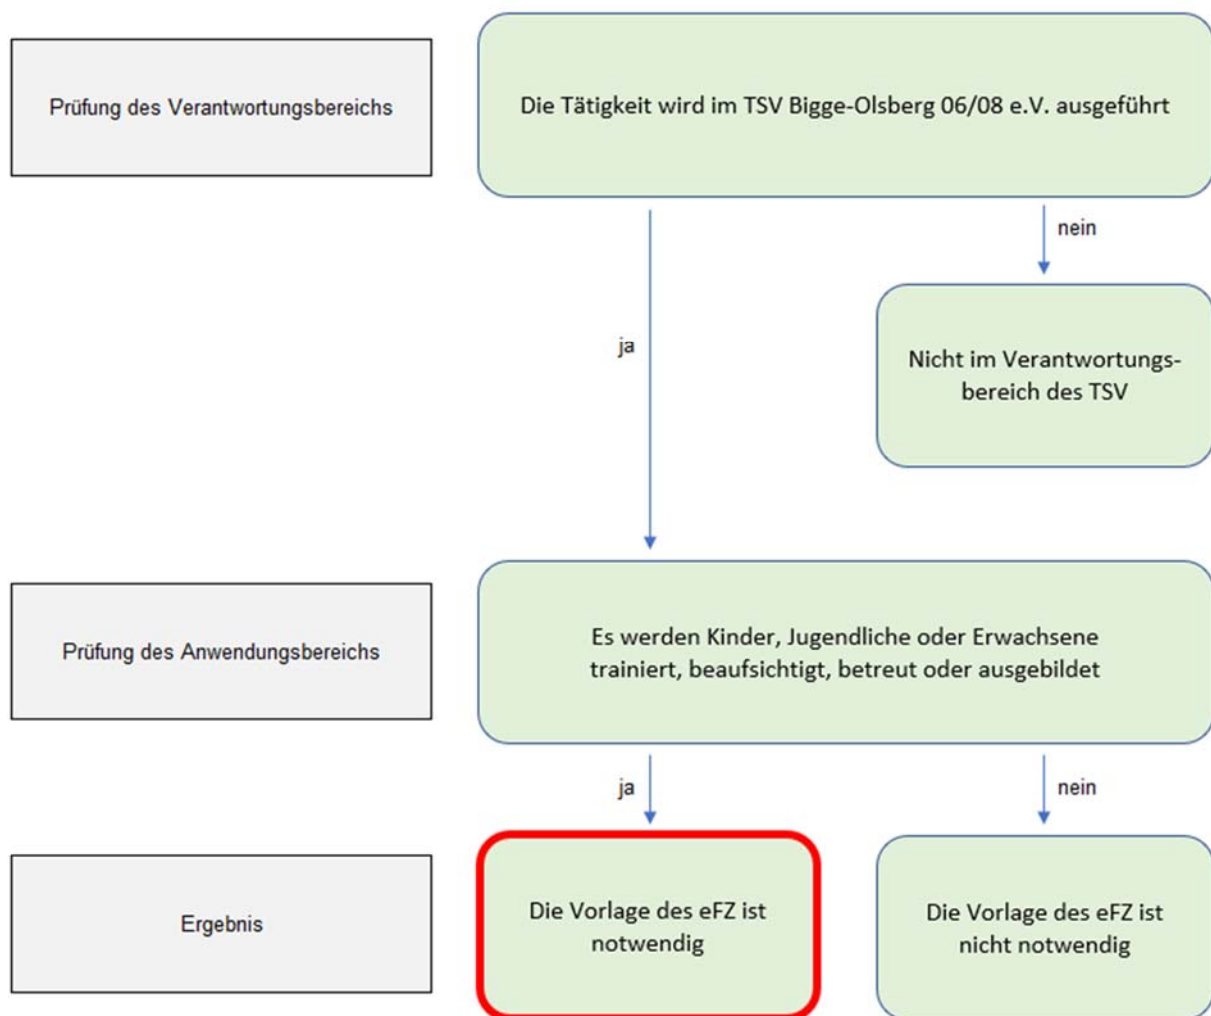 Prüfung des Verantwortungsbereichs
Die Tätigkeit wird im TSV Bigge-Olsberg 06/08 e.V. ausgeführt
nein
ja
Nicht im Verantwortungs-
bereich des TSV
Prüfung des Anwendungsbereichs
Es werden Kinder, Jugendliche oder Erwachsene
trainiert, beaufsichtigt, betreut oder ausgebildet
ja
nein
Ergebnis
Die Vorlage des eFZ ist
notwendig
Die Vorlage des eFZ ist
nicht notwendig